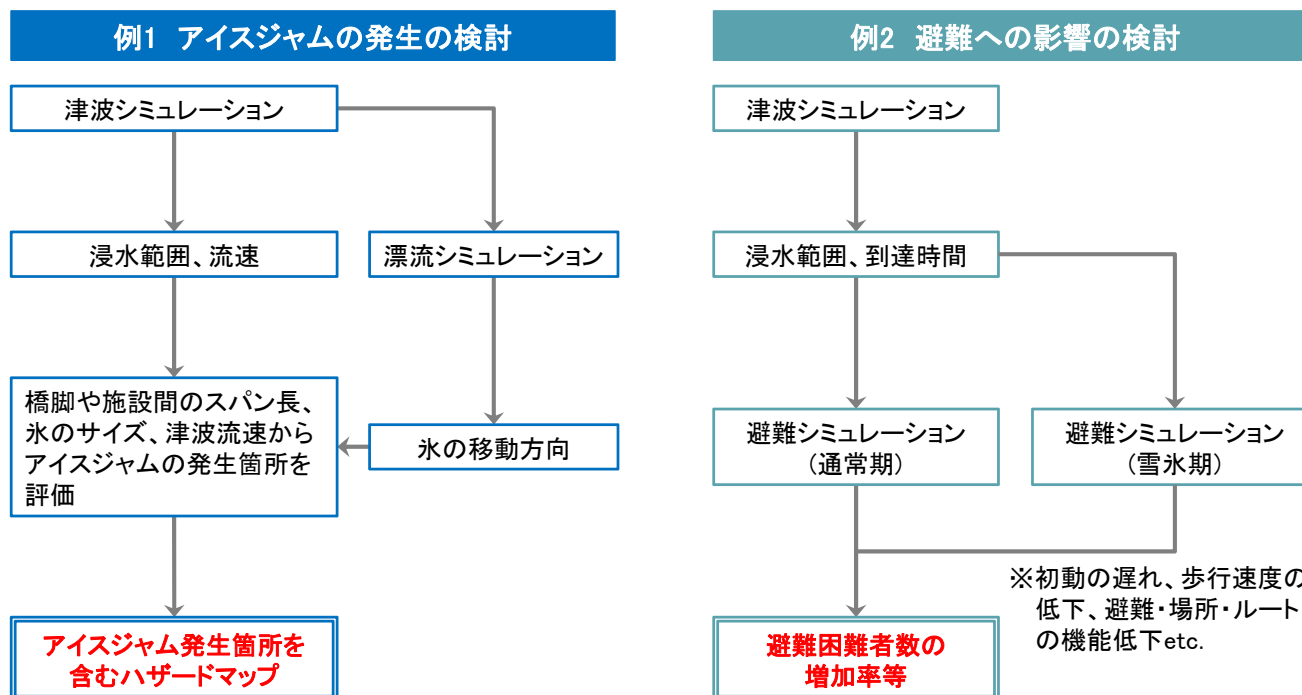 例1 アイスジャムの発生の検討
津波シミュレーション
浸水範囲、流速
漂流シミュレーション
橋脚や施設間のスパン長、
氷のサイズ、津波流速から
アイスジャムの発生箇所を
評価
氷の移動方向
アイスジャム発生箇所を
含むハザードマップ
例2 避難への影響の検討
津波シミュレーション
浸水範囲、到達時間
避難シミュレーション
(通常期)
避難シミュレーション
(雪氷期)
※初動の遅れ、歩行速度の
低下、避難・場所・ルート
の機能低下etc.
避難困難者数の
増加率等